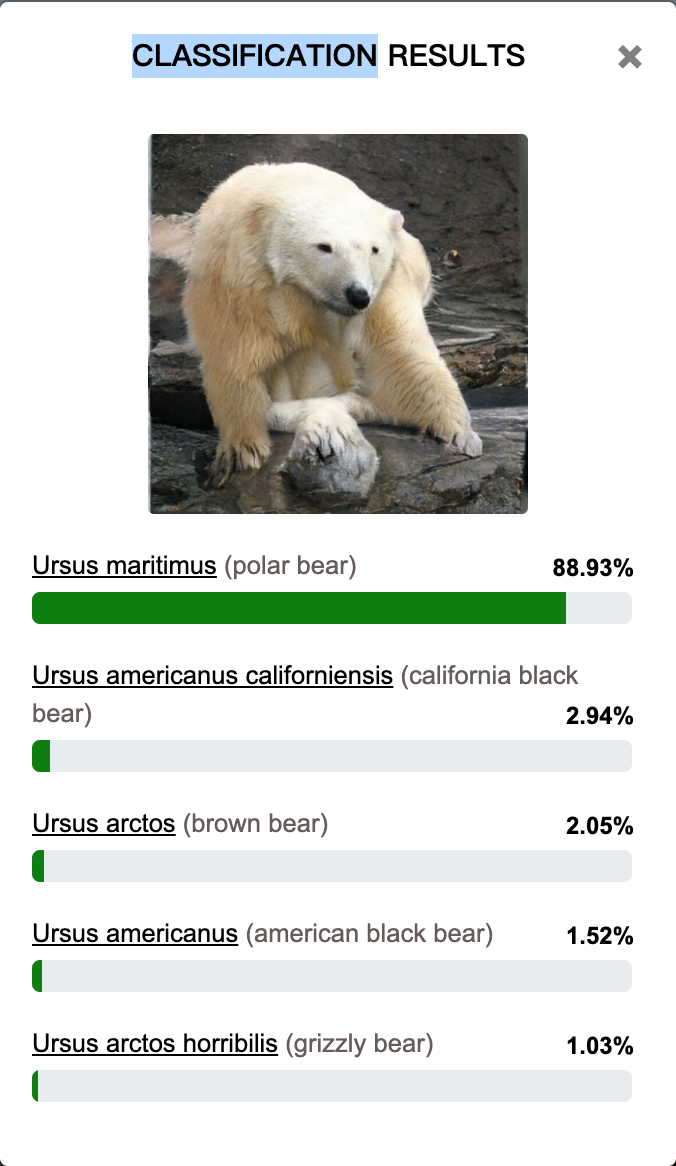 CLASSIFICATION RESULTS
Ursus maritimus (polar bear) 88.93%
Ursus americanus californiensis (california black
bear) 2.94%
Ursus arctos (brown bear) 2.05%
Ursus americanus (american black bear) 1.52%
Ursus arctos horribilis (grizzly bear) 1.03%